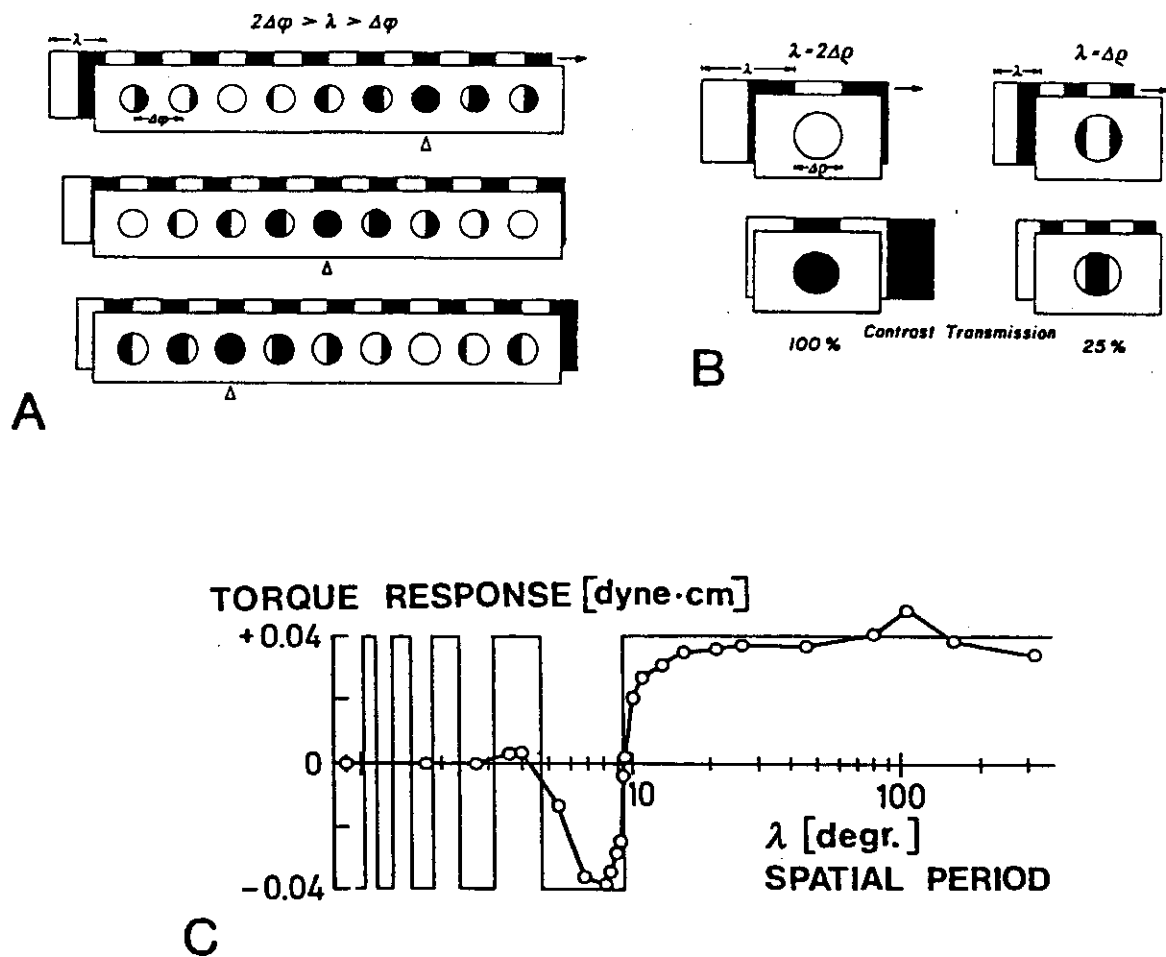 2Δφ > λ > Δφ
λ
Δφ
Δ
Δ
Δ
A
λ = 2Δρ
λ = Δρ
λ
λ
Δρ
100% Contrast Transmission 25%
B
TORQUE RESPONSE [dyne·cm]
+0.04
0
-0.04
10
100
λ [degr.]
SPATIAL PERIOD
C